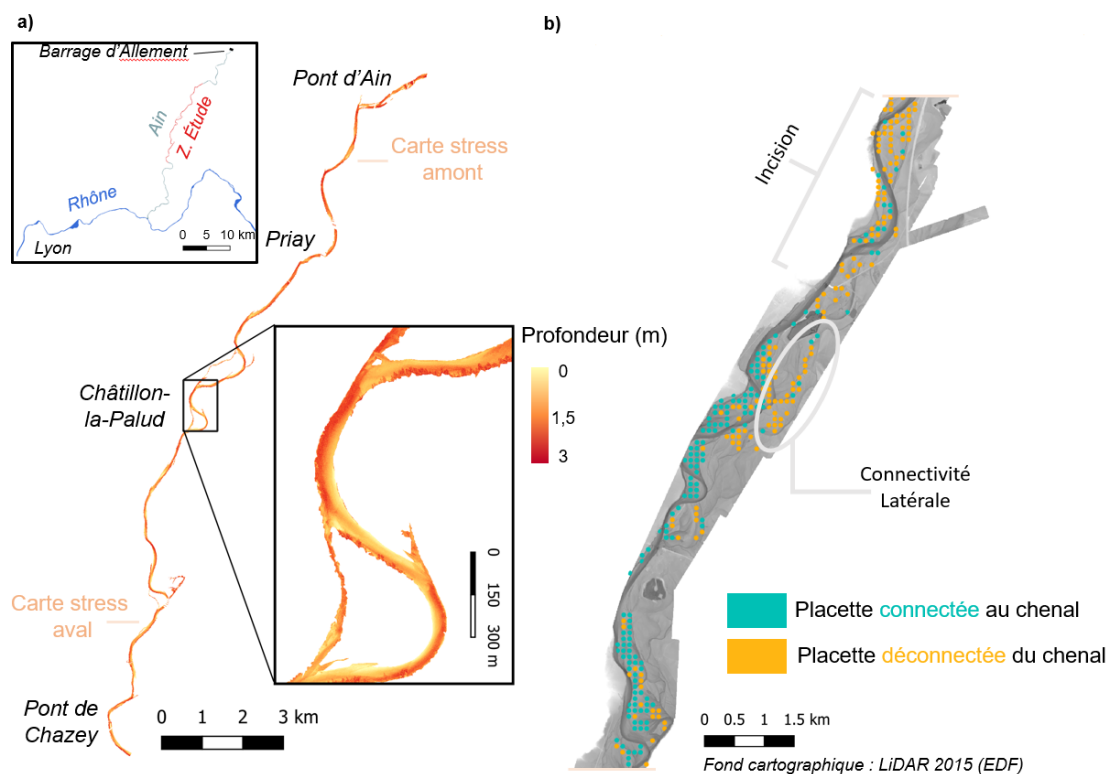 a)
Barrage d'Allement
Ain
Z. Étude
Rhône
Lyon
0 5 10 km
Pont d'Ain
Carte stress
amont
Priay
Châtillon-
la-Palud
Profondeur (m)
0
1,5
3
0
150
300 m
Carte stress
aval
Pont de
Chazey
0 1 2 3 km
b)
Incision
Connectivité
Latérale
Placette connectée au chenal
Placette déconnectée du chenal
0 0.5 1 1.5 km
Fond cartographique : LiDAR 2015 (EDF)